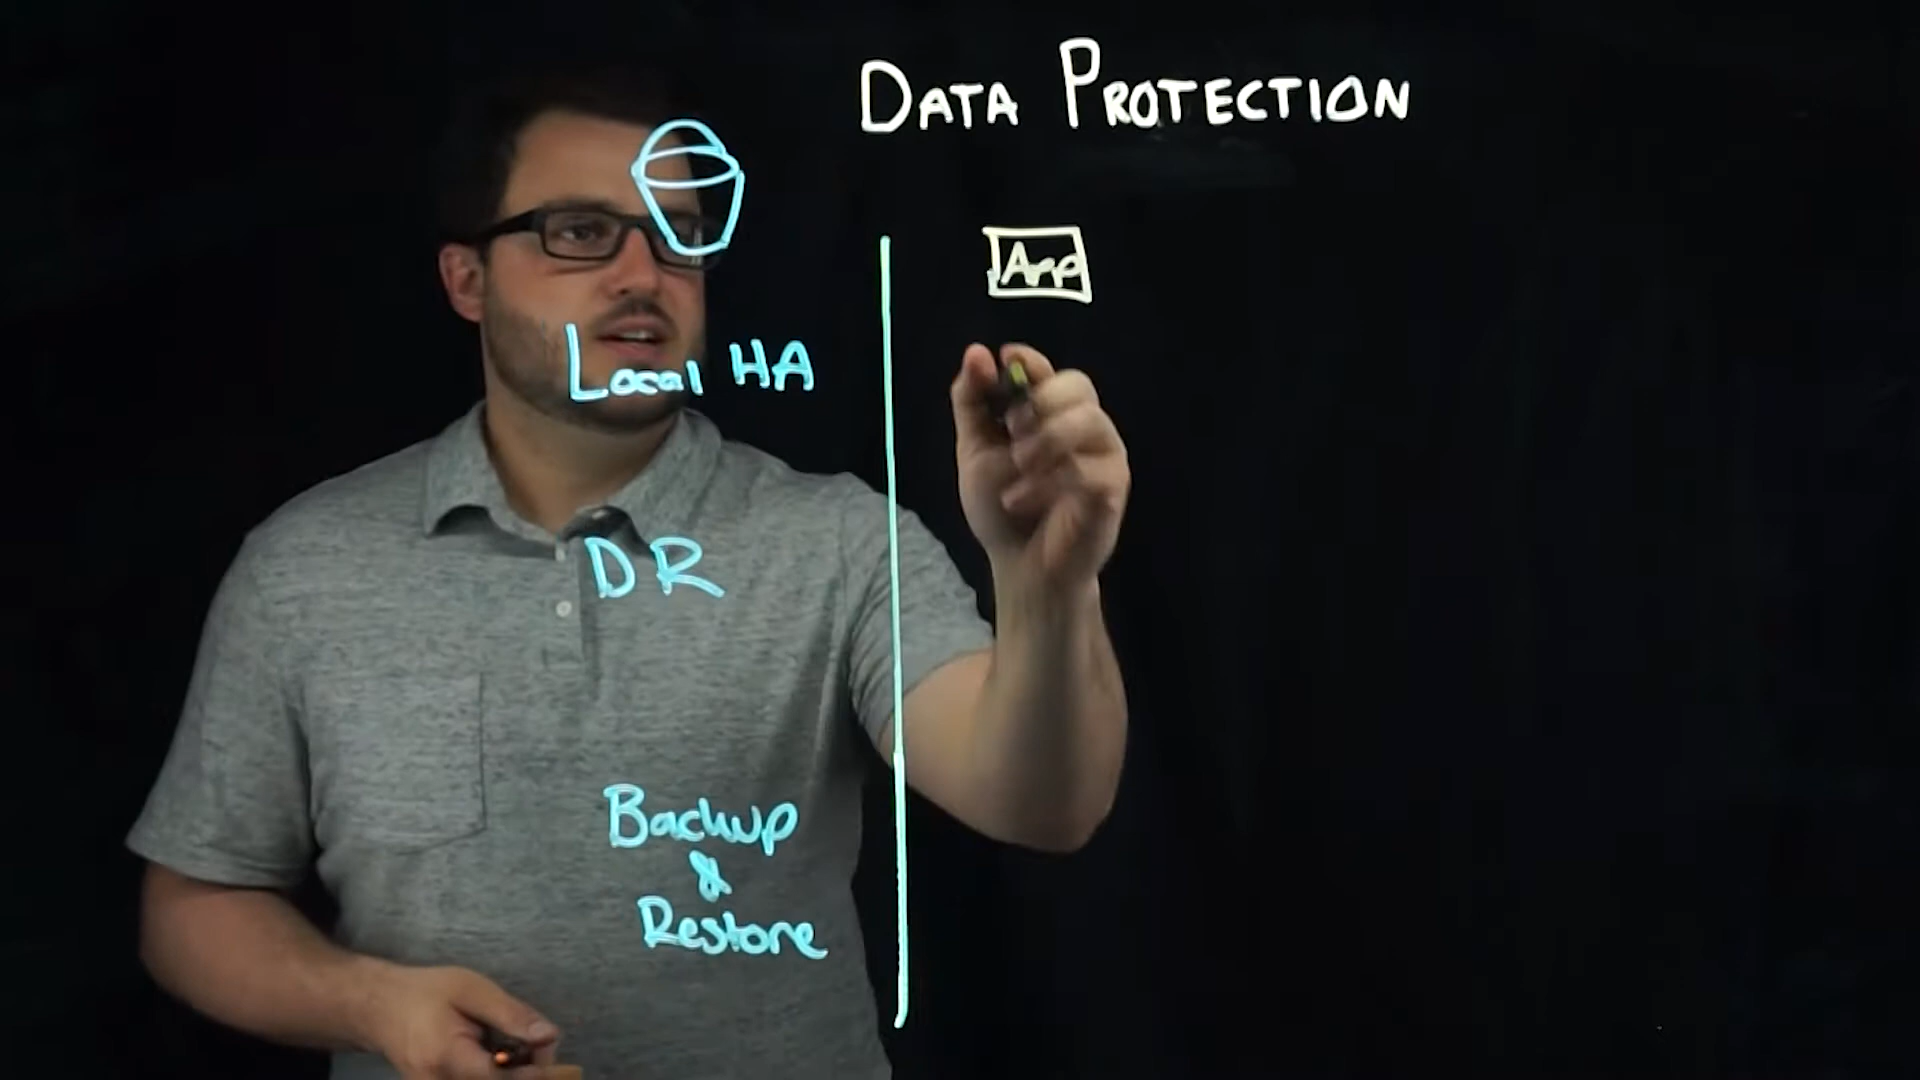 DATA PROTECTION
App
Local HA
DR
Backup
&
Restore